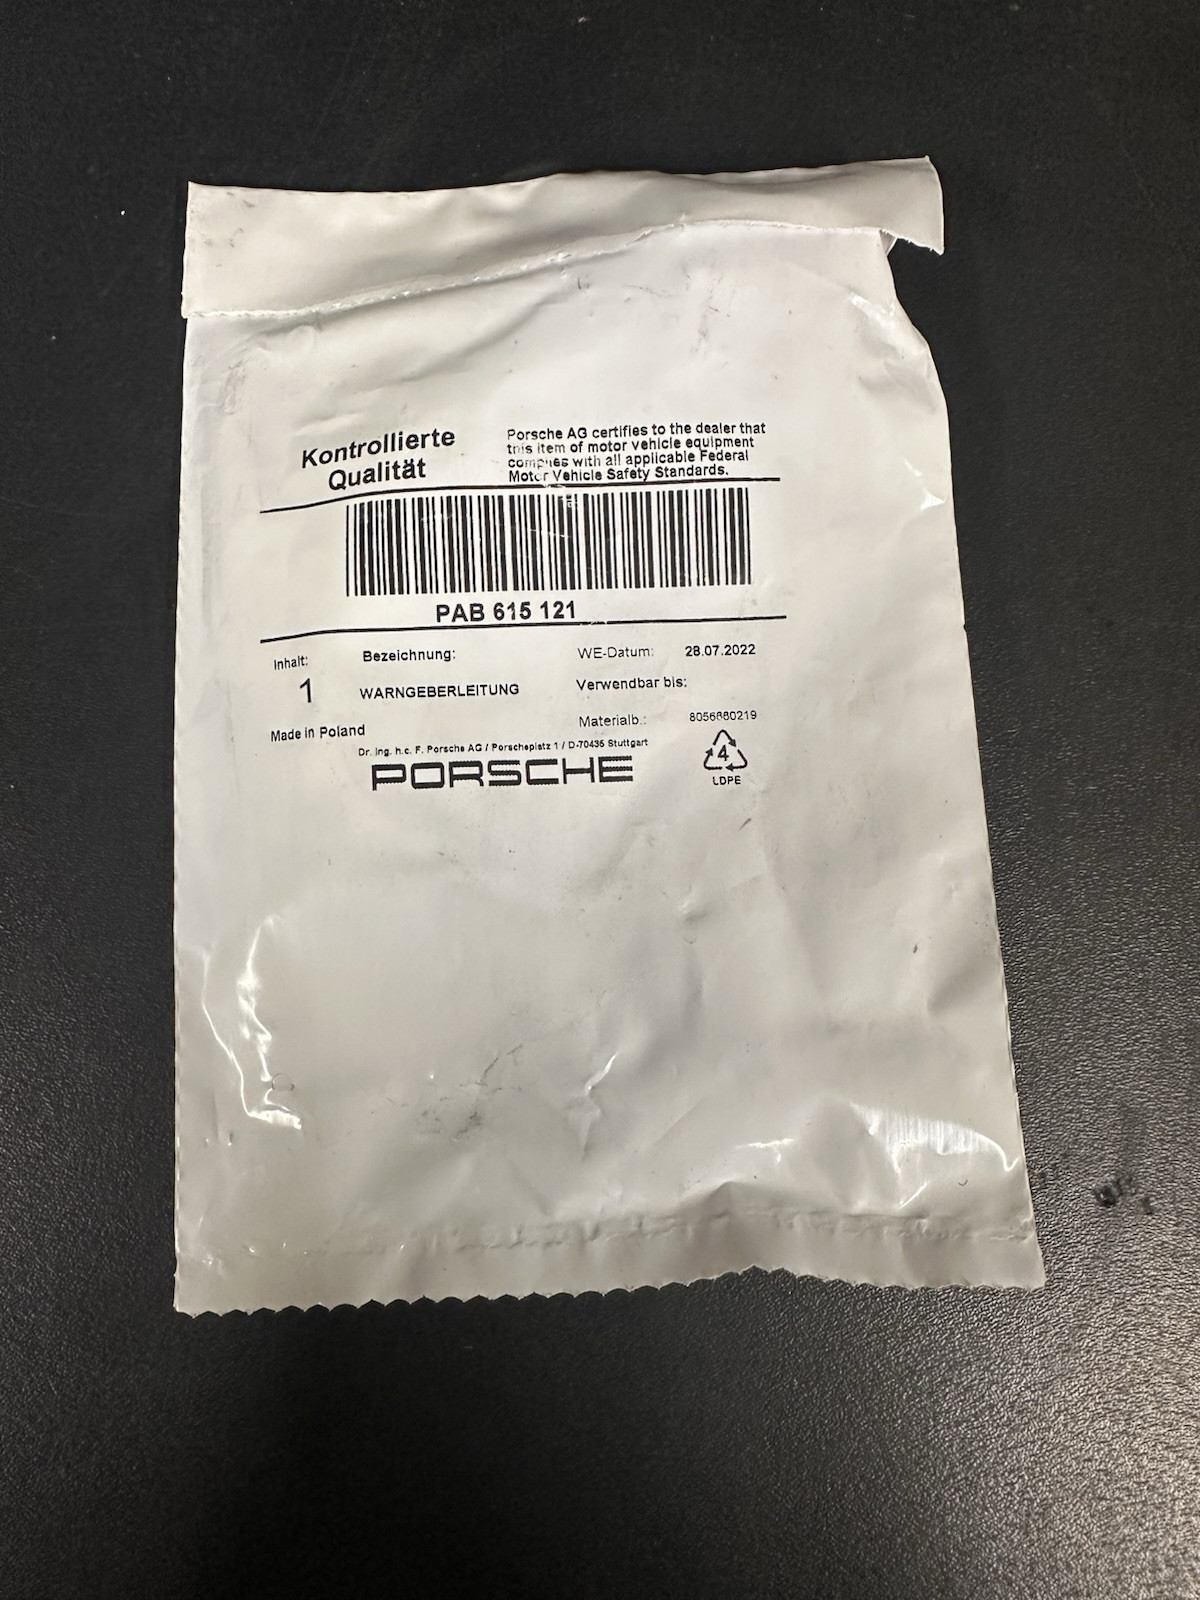 Kontrollierte
Qualität
Porsche AG certifies to the dealer that
this item of motor vehicle equipment
complies with all applicable Federal
Motor Vehicle Safety Standards.
PAB 615 121
Inhalt:
1
Bezeichnung:
WARNGEBERLEITUNG
WE-Datum: 28.07.2022
Verwendbar bis:
Materialb.: 8056660219
Made in Poland
Dr. Ing. h.c. F. Porsche AG / Porscheplatz 1 / D-70435 Stuttgart
PORSCHE
4
LDPE